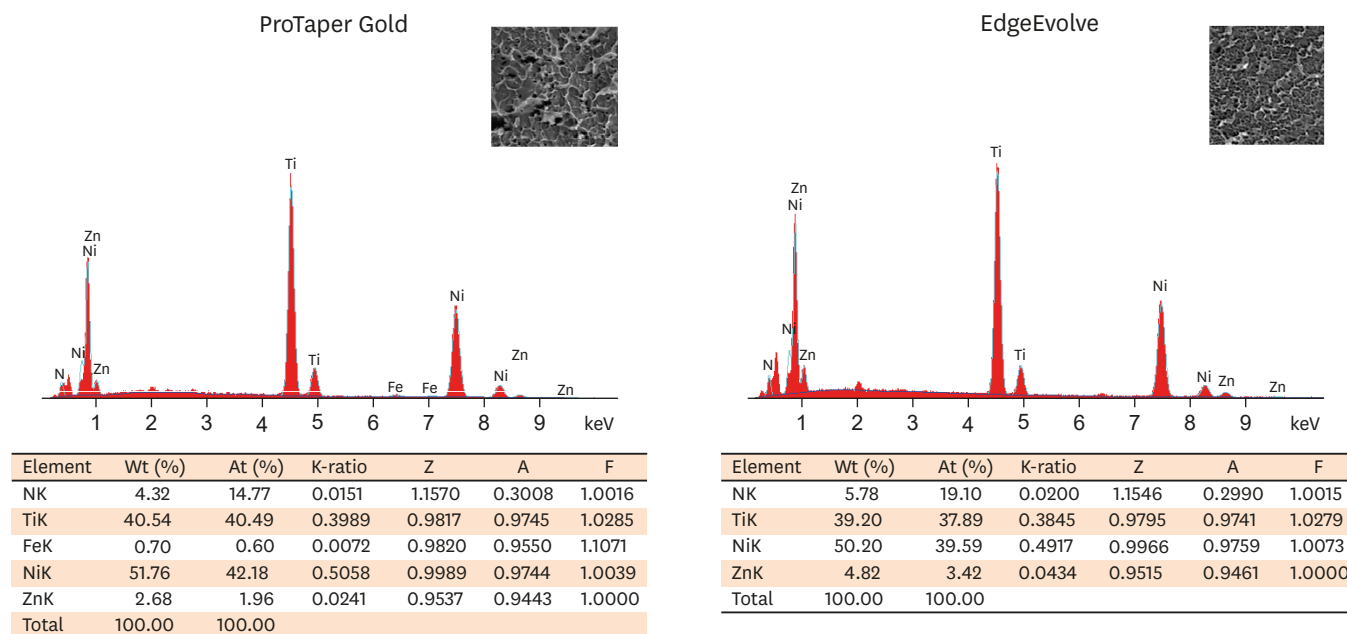 ProTaper Gold
Ti
Zn
Ni
Ni
N
Zn
Ti
Fe
Fe
Ni
Ni
Zn
Zn
1 2 3 4 5 6 7 8 9 keV
Element Wt (%) At (%) K-ratio Z A F
NK 4.32 14.77 0.0151 1.1570 0.3008 1.0016
TiK 40.54 40.49 0.3989 0.9817 0.9745 1.0285
FeK 0.70 0.60 0.0072 0.9820 0.9550 1.1071
NiK 51.76 42.18 0.5058 0.9989 0.9744 1.0039
ZnK 2.68 1.96 0.0241 0.9537 0.9443 1.0000
Total 100.00 100.00
EdgeEvolve
Ti
Zn
Ni
Ni
N
Zn
Ti
Ni
Ni
Zn
Zn
1 2 3 4 5 6 7 8 9 keV
Element Wt (%) At (%) K-ratio Z A F
NK 5.78 19.10 0.0200 1.1546 0.2990 1.0015
TiK 39.20 37.89 0.3845 0.9795 0.9741 1.0279
NiK 50.20 39.59 0.4917 0.9966 0.9759 1.0073
ZnK 4.82 3.42 0.0434 0.9515 0.9461 1.0000
Total 100.00 100.00